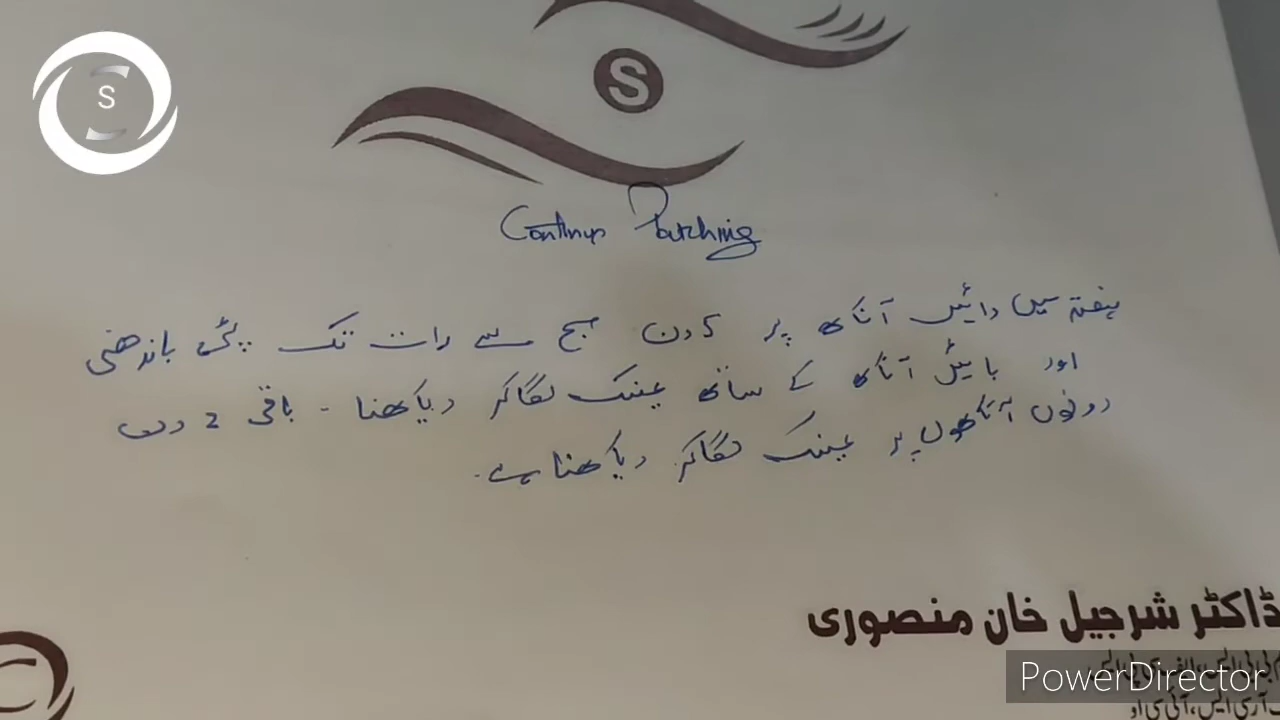 S
S
Continus Patching
ہفتہ میں دائیں آنکھ پر 5 دن صبح سے رات تک پٹی باندھنی
اور بائیں آنکھ کے ساتھ عینک لگاکر دیکھنا - باقی 2 دن
دونوں آنکھوں پر عینک لگاکر دیکھنا ہے -
ڈاکٹر شرجیل خان منصوری
PowerDirector